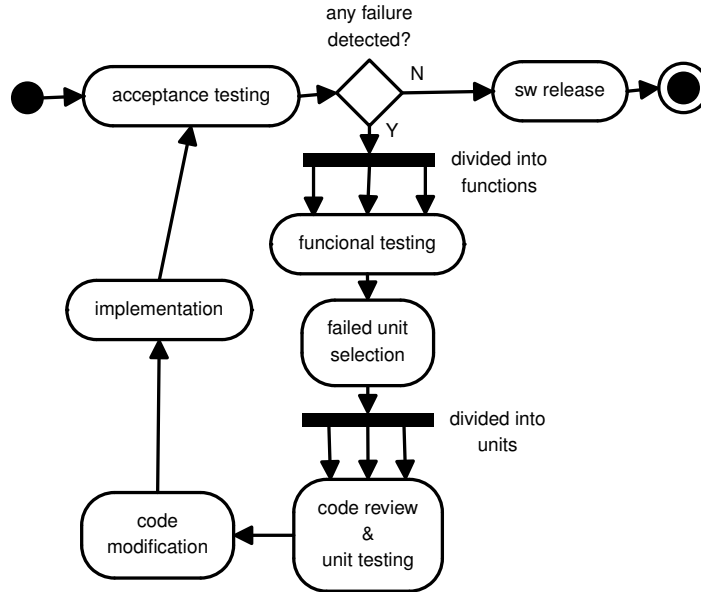 any failure
detected?
acceptance testing
N
sw release
Y
divided into
functions
funcional testing
implementation
failed unit
selection
divided into
units
code
modification
code review
&
unit testing